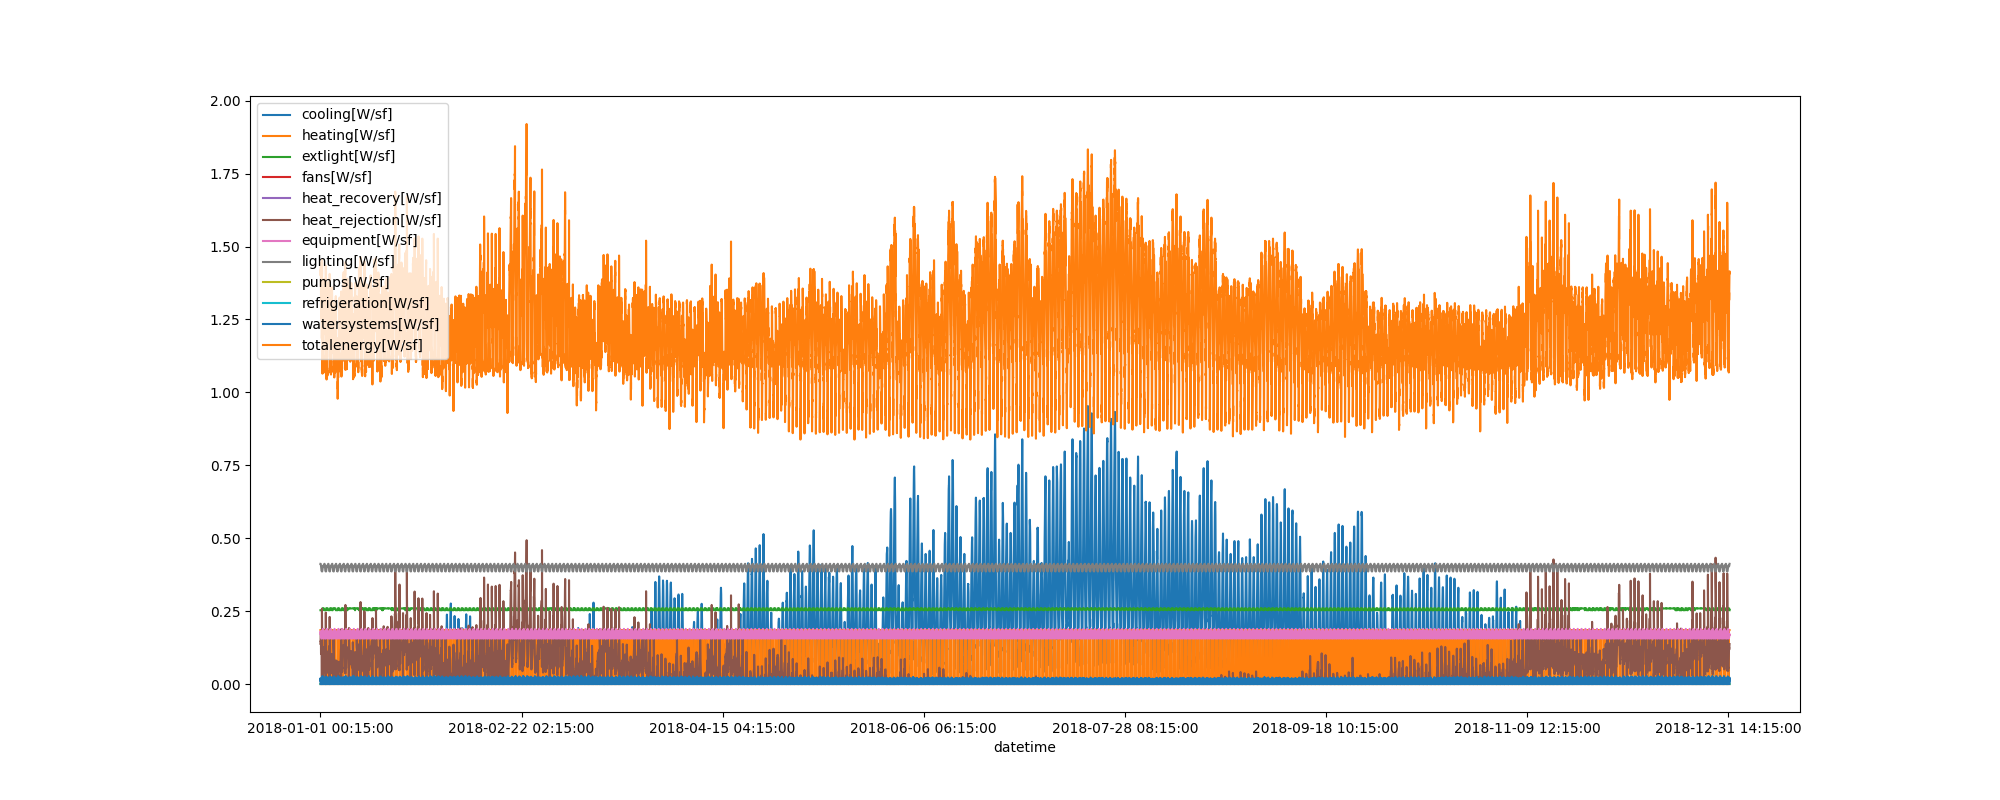 2.00
1.75
1.50
1.25
1.00
0.75
0.50
0.25
0.00
cooling[W/sf]
heating[W/sf]
extlight[W/sf]
fans[W/sf]
heat_recovery[W/sf]
heat_rejection[W/sf]
equipment[W/sf]
lighting[W/sf]
pumps[W/sf]
refrigeration[W/sf]
watersystems[W/sf]
totalenergy[W/sf]
2018-01-01 00:15:00 2018-02-22 02:15:00 2018-04-15 04:15:00 2018-06-06 06:15:00 2018-07-28 08:15:00 2018-09-18 10:15:00 2018-11-09 12:15:00 2018-12-31 14:15:00
datetime